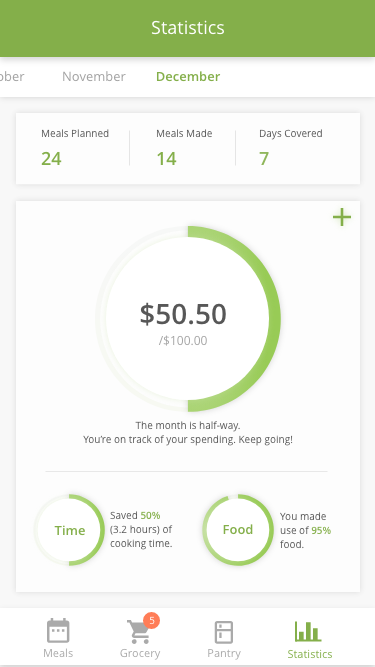 Statistics
ober November December
Meals Planned Meals Made Days Covered
24 14 7
$50.50
/$100.00
The month is half-way.
You're on track of your spending. Keep going!
Time
Saved 50%
(3.2 hours) of
cooking time.
Food
You made
use of 95%
food.
5
Meals Grocery Pantry Statistics